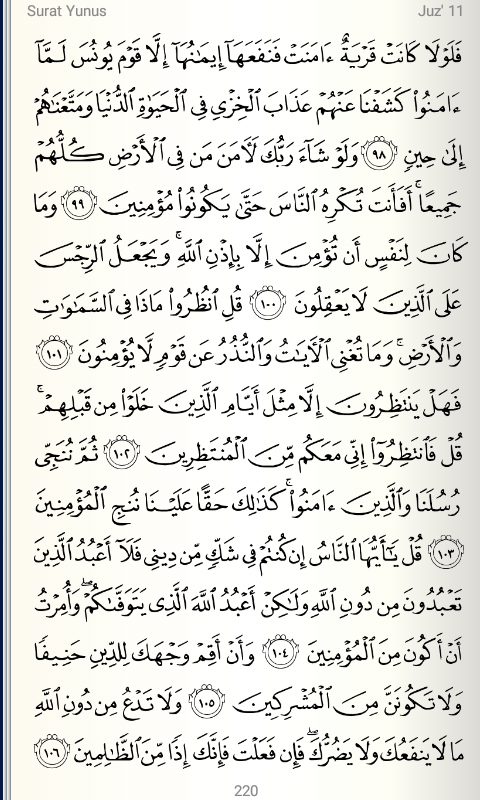 Surat Yunus
Juz' 11
فَلَوْلَا كَانَتْ قَرْيَةٌ ءَامَنَتْ فَنَفَعَهَآ إِيمَـٰنُهَآ إِلَّا قَوْمَ يُونُسَ لَمَّآ
ءَامَنُوا۟ كَشَفْنَا عَنْهُمْ عَذَابَ ٱلْخِزْىِ فِى ٱلْحَيَوٰةِ ٱلدُّنْيَا وَمَتَّعْنَـٰهُمْ
إِلَىٰ حِينٍ ٩٨ وَلَوْ شَآءَ رَبُّكَ لَـَٔامَنَ مَن فِى ٱلْأَرْضِ كُلُّهُمْ
جَمِيعًا ۚ أَفَأَنتَ تُكْرِهُ ٱلنَّاسَ حَتَّىٰ يَكُونُوا۟ مُؤْمِنِينَ ٩٩ وَمَا
كَانَ لِنَفْسٍ أَن تُؤْمِنَ إِلَّا بِإِذْنِ ٱللَّهِ ۚ وَيَجْعَلُ ٱلرِّجْسَ
عَلَى ٱلَّذِينَ لَا يَعْقِلُونَ ١٠٠ قُلِ ٱنظُرُوا۟ مَاذَا فِى ٱلسَّمَـٰوَٰتِ
وَٱلْأَرْضِ ۚ وَمَا تُغْنِى ٱلْـَٔايَـٰتُ وَٱلنُّذُرُ عَن قَوْمٍ لَّا يُؤْمِنُونَ ١٠١
فَهَلْ يَنتَظِرُونَ إِلَّا مِثْلَ أَيَّامِ ٱلَّذِينَ خَلَوْا۟ مِن قَبْلِهِمْ ۚ
قُلْ فَٱنتَظِرُوٓا۟ إِنِّى مَعَكُم مِّنَ ٱلْمُنتَظِرِينَ ١٠٢ ثُمَّ نُنَجِّى
رُسُلَنَا وَٱلَّذِينَ ءَامَنُوا۟ ۚ كَذَٰلِكَ حَقًّا عَلَيْنَا نُنجِ ٱلْمُؤْمِنِينَ
١٠٣ قُلْ يَـٰٓأَيُّهَا ٱلنَّاسُ إِن كُنتُمْ فِى شَكٍّ مِّن دِينِى فَلَآ أَعْبُدُ ٱلَّذِينَ
تَعْبُدُونَ مِن دُونِ ٱللَّهِ وَلَـٰكِنْ أَعْبُدُ ٱللَّهَ ٱلَّذِى يَتَوَفَّىٰكُمْ ۖ وَأُمِرْتُ
أَنْ أَكُونَ مِنَ ٱلْمُؤْمِنِينَ ١٠٤ وَأَنْ أَقِمْ وَجْهَكَ لِلدِّينِ حَنِيفًا
وَلَا تَكُونَنَّ مِنَ ٱلْمُشْرِكِينَ ١٠٥ وَلَا تَدْعُ مِن دُونِ ٱللَّهِ
مَا لَا يَنفَعُكَ وَلَا يَضُرُّكَ ۖ فَإِن فَعَلْتَ فَإِنَّكَ إِذًا مِّنَ ٱلظَّـٰلِمِينَ ١٠٦
220